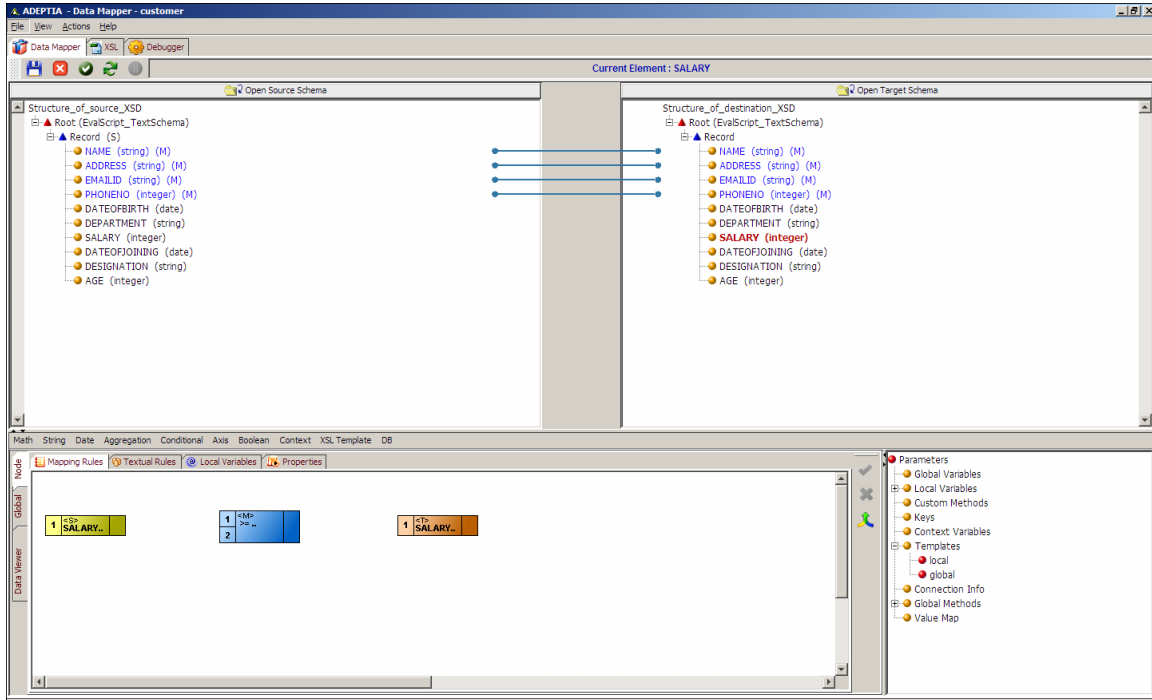 ADEPTIA - Data Mapper - customer
File View Actions Help
Data Mapper XSL Debugger
Current Element : SALARY
Open Source Schema
Structure_of_source_XSD
Root (EvalScript_TextSchema)
Record (S)
NAME (string) (M)
ADDRESS (string) (M)
EMAILID (string) (M)
PHONENO (integer) (M)
DATEOFBIRTH (date)
DEPARTMENT (string)
SALARY (integer)
DATEOFJOINING (date)
DESIGNATION (string)
AGE (integer)
Open Target Schema
Structure_of_destination_XSD
Root (EvalScript_TextSchema)
Record
NAME (string) (M)
ADDRESS (string) (M)
EMAILID (string) (M)
PHONENO (integer) (M)
DATEOFBIRTH (date)
DEPARTMENT (string)
SALARY (integer)
DATEOFJOINING (date)
DESIGNATION (string)
AGE (integer)
Math String Date Aggregation Conditional Axis Boolean Context XSL Template DB
Node
Global
Data Viewer
Mapping Rules Textual Rules Local Variables Properties
1 <S> SALARY..
1 <M> >= ..
2
1 <T> SALARY..
Parameters
Global Variables
Local Variables
Custom Methods
Keys
Context Variables
Templates
local
global
Connection Info
Global Methods
Value Map